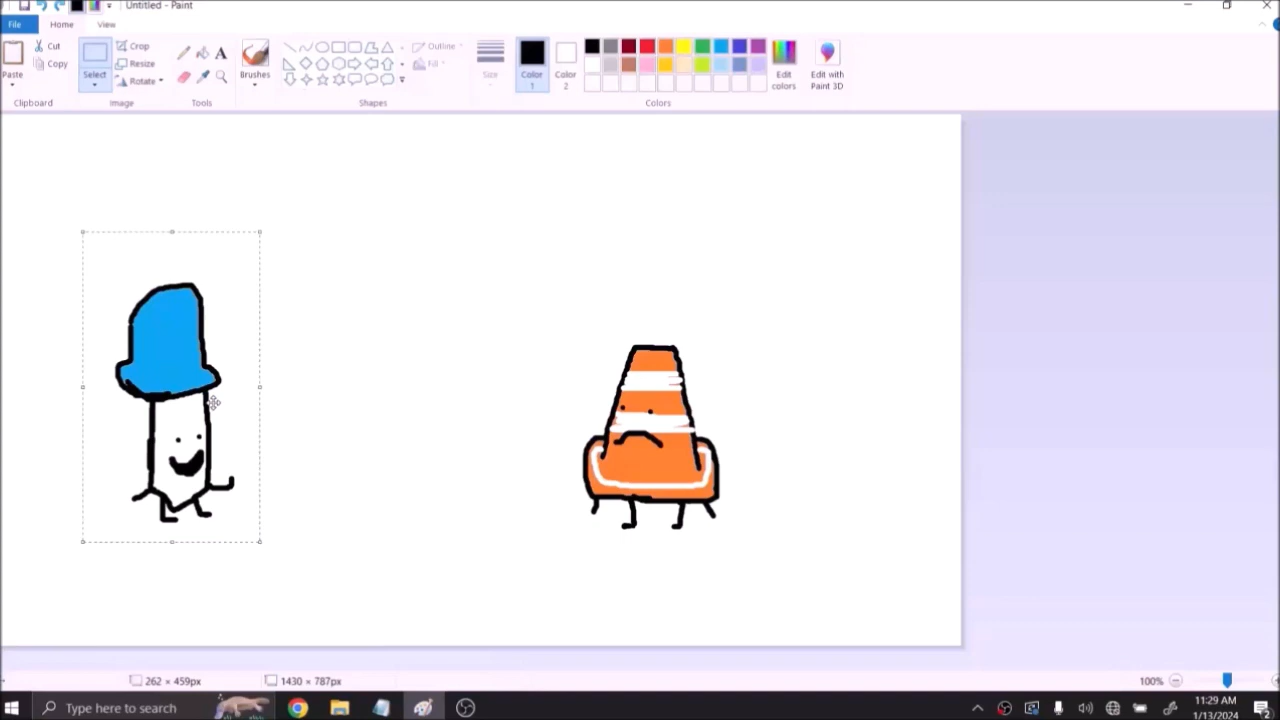 Untitled - Paint
File Home View
Paste
Cut
Copy
Clipboard
Select
Crop
Resize
Rotate
Image
A
Tools
Brushes
Outline
Fill
Shapes
Size
Color
1
Color
2
Edit
colors
Edit with
Paint 3D
Colors
262 × 459px
1430 × 787px
100%
Type here to search
11:29 AM
1/13/2024